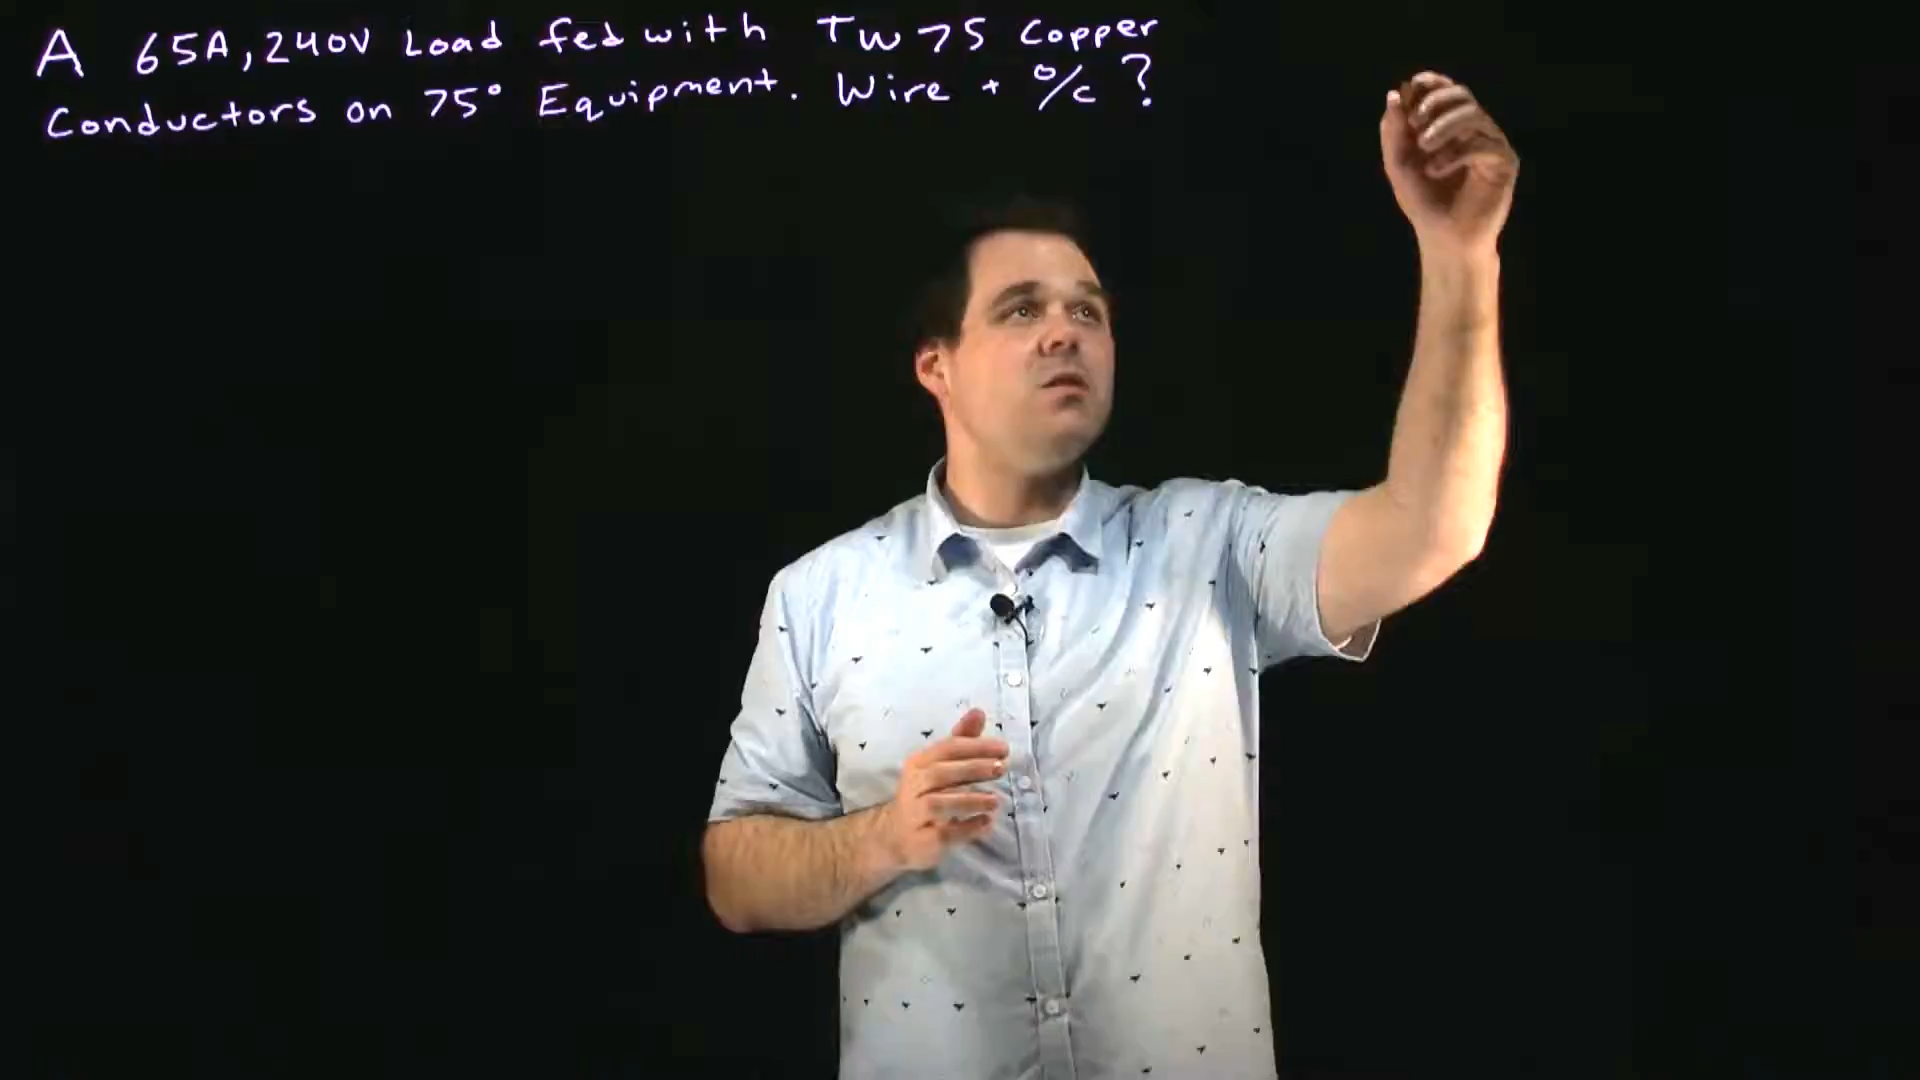 A 65A, 240V Load fed with TW75 Copper
Conductors on 75° Equipment. Wire + O/C ?